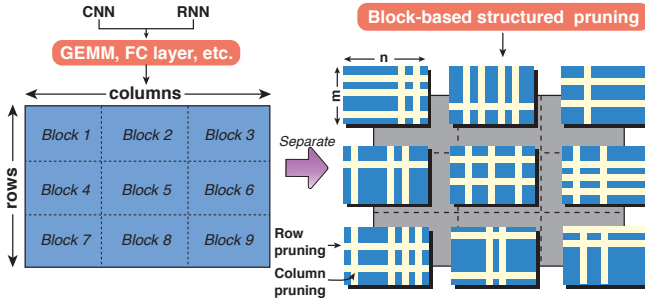 CNN RNN
GEMM, FC layer, etc.
columns
rows
Block 1 Block 2 Block 3
Block 4 Block 5 Block 6
Block 7 Block 8 Block 9
Separate
Block-based structured pruning
n
m
Row
pruning
Column
pruning